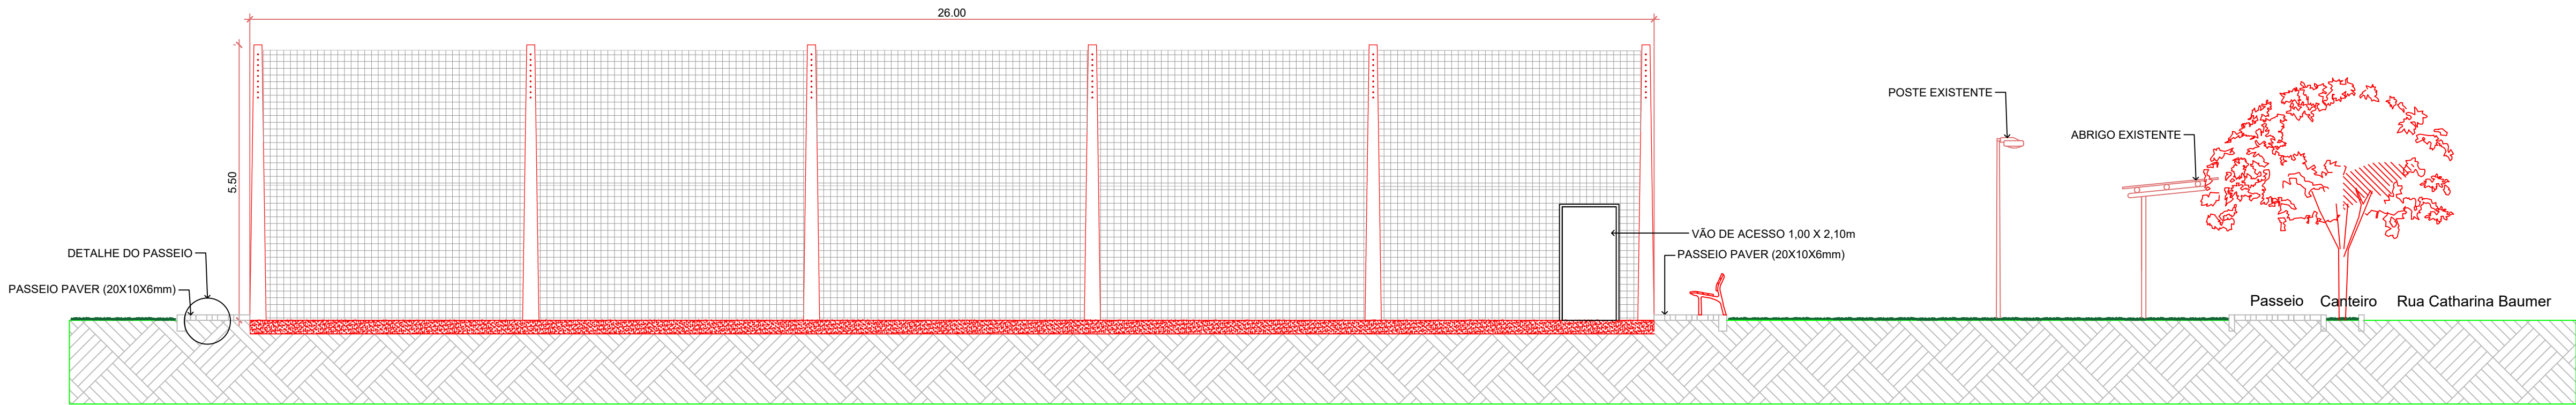 26.00
5.50
POSTE EXISTENTE
ABRIGO EXISTENTE
VÃO DE ACESSO 1,00 X 2,10m
DETALHE DO PASSEIO
PASSEIO PAVER (20X10X6mm)
PASSEIO PAVER (20X10X6mm)
Passeio
Canteiro
Rua Catharina Baumer